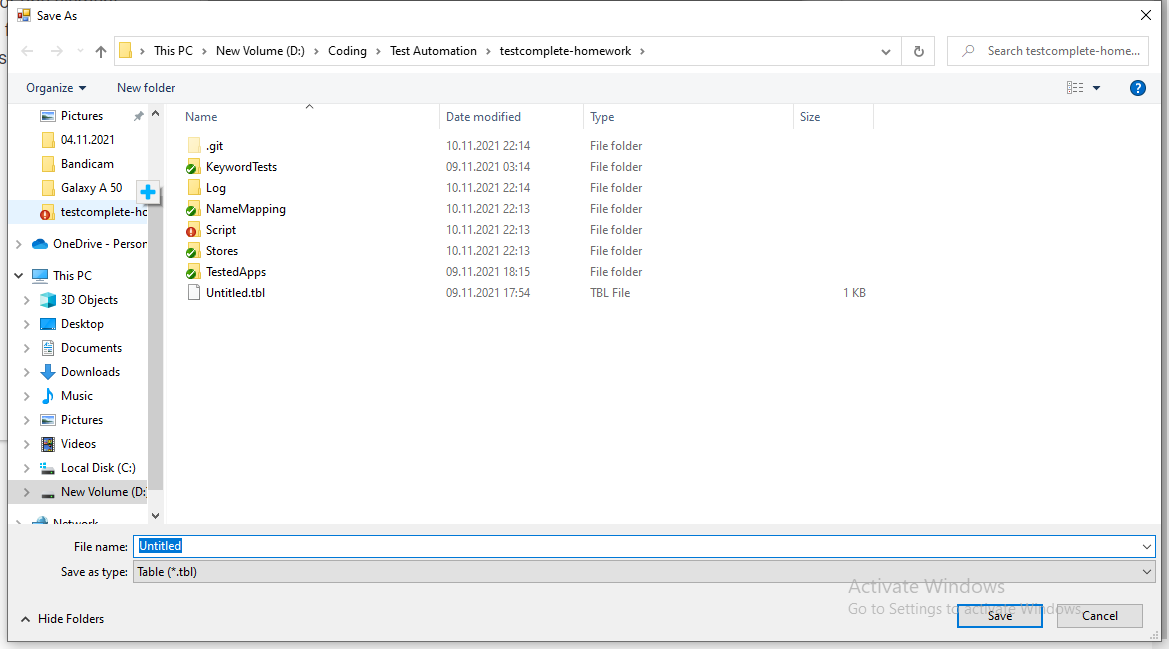 Save As
This PC > New Volume (D:) > Coding > Test Automation > testcomplete-homework >
Search testcomplete-home...
Organize
New folder
?
Name Date modified Type Size
Pictures
04.11.2021
Bandicam
Galaxy A 50
testcomplete-ho
OneDrive - Person
This PC
3D Objects
Desktop
Documents
Downloads
Music
Pictures
Videos
Local Disk (C:)
New Volume (D:
Network
.git 10.11.2021 22:14 File folder
KeywordTests 09.11.2021 03:14 File folder
Log 10.11.2021 22:14 File folder
NameMapping 10.11.2021 22:13 File folder
Script 10.11.2021 22:13 File folder
Stores 10.11.2021 22:13 File folder
TestedApps 09.11.2021 18:15 File folder
Untitled.tbl 09.11.2021 17:54 TBL File 1 KB
File name: Untitled
Save as type: Table (*.tbl)
Activate Windows
Go to Settings to activate Windows.
Hide Folders
Save
Cancel